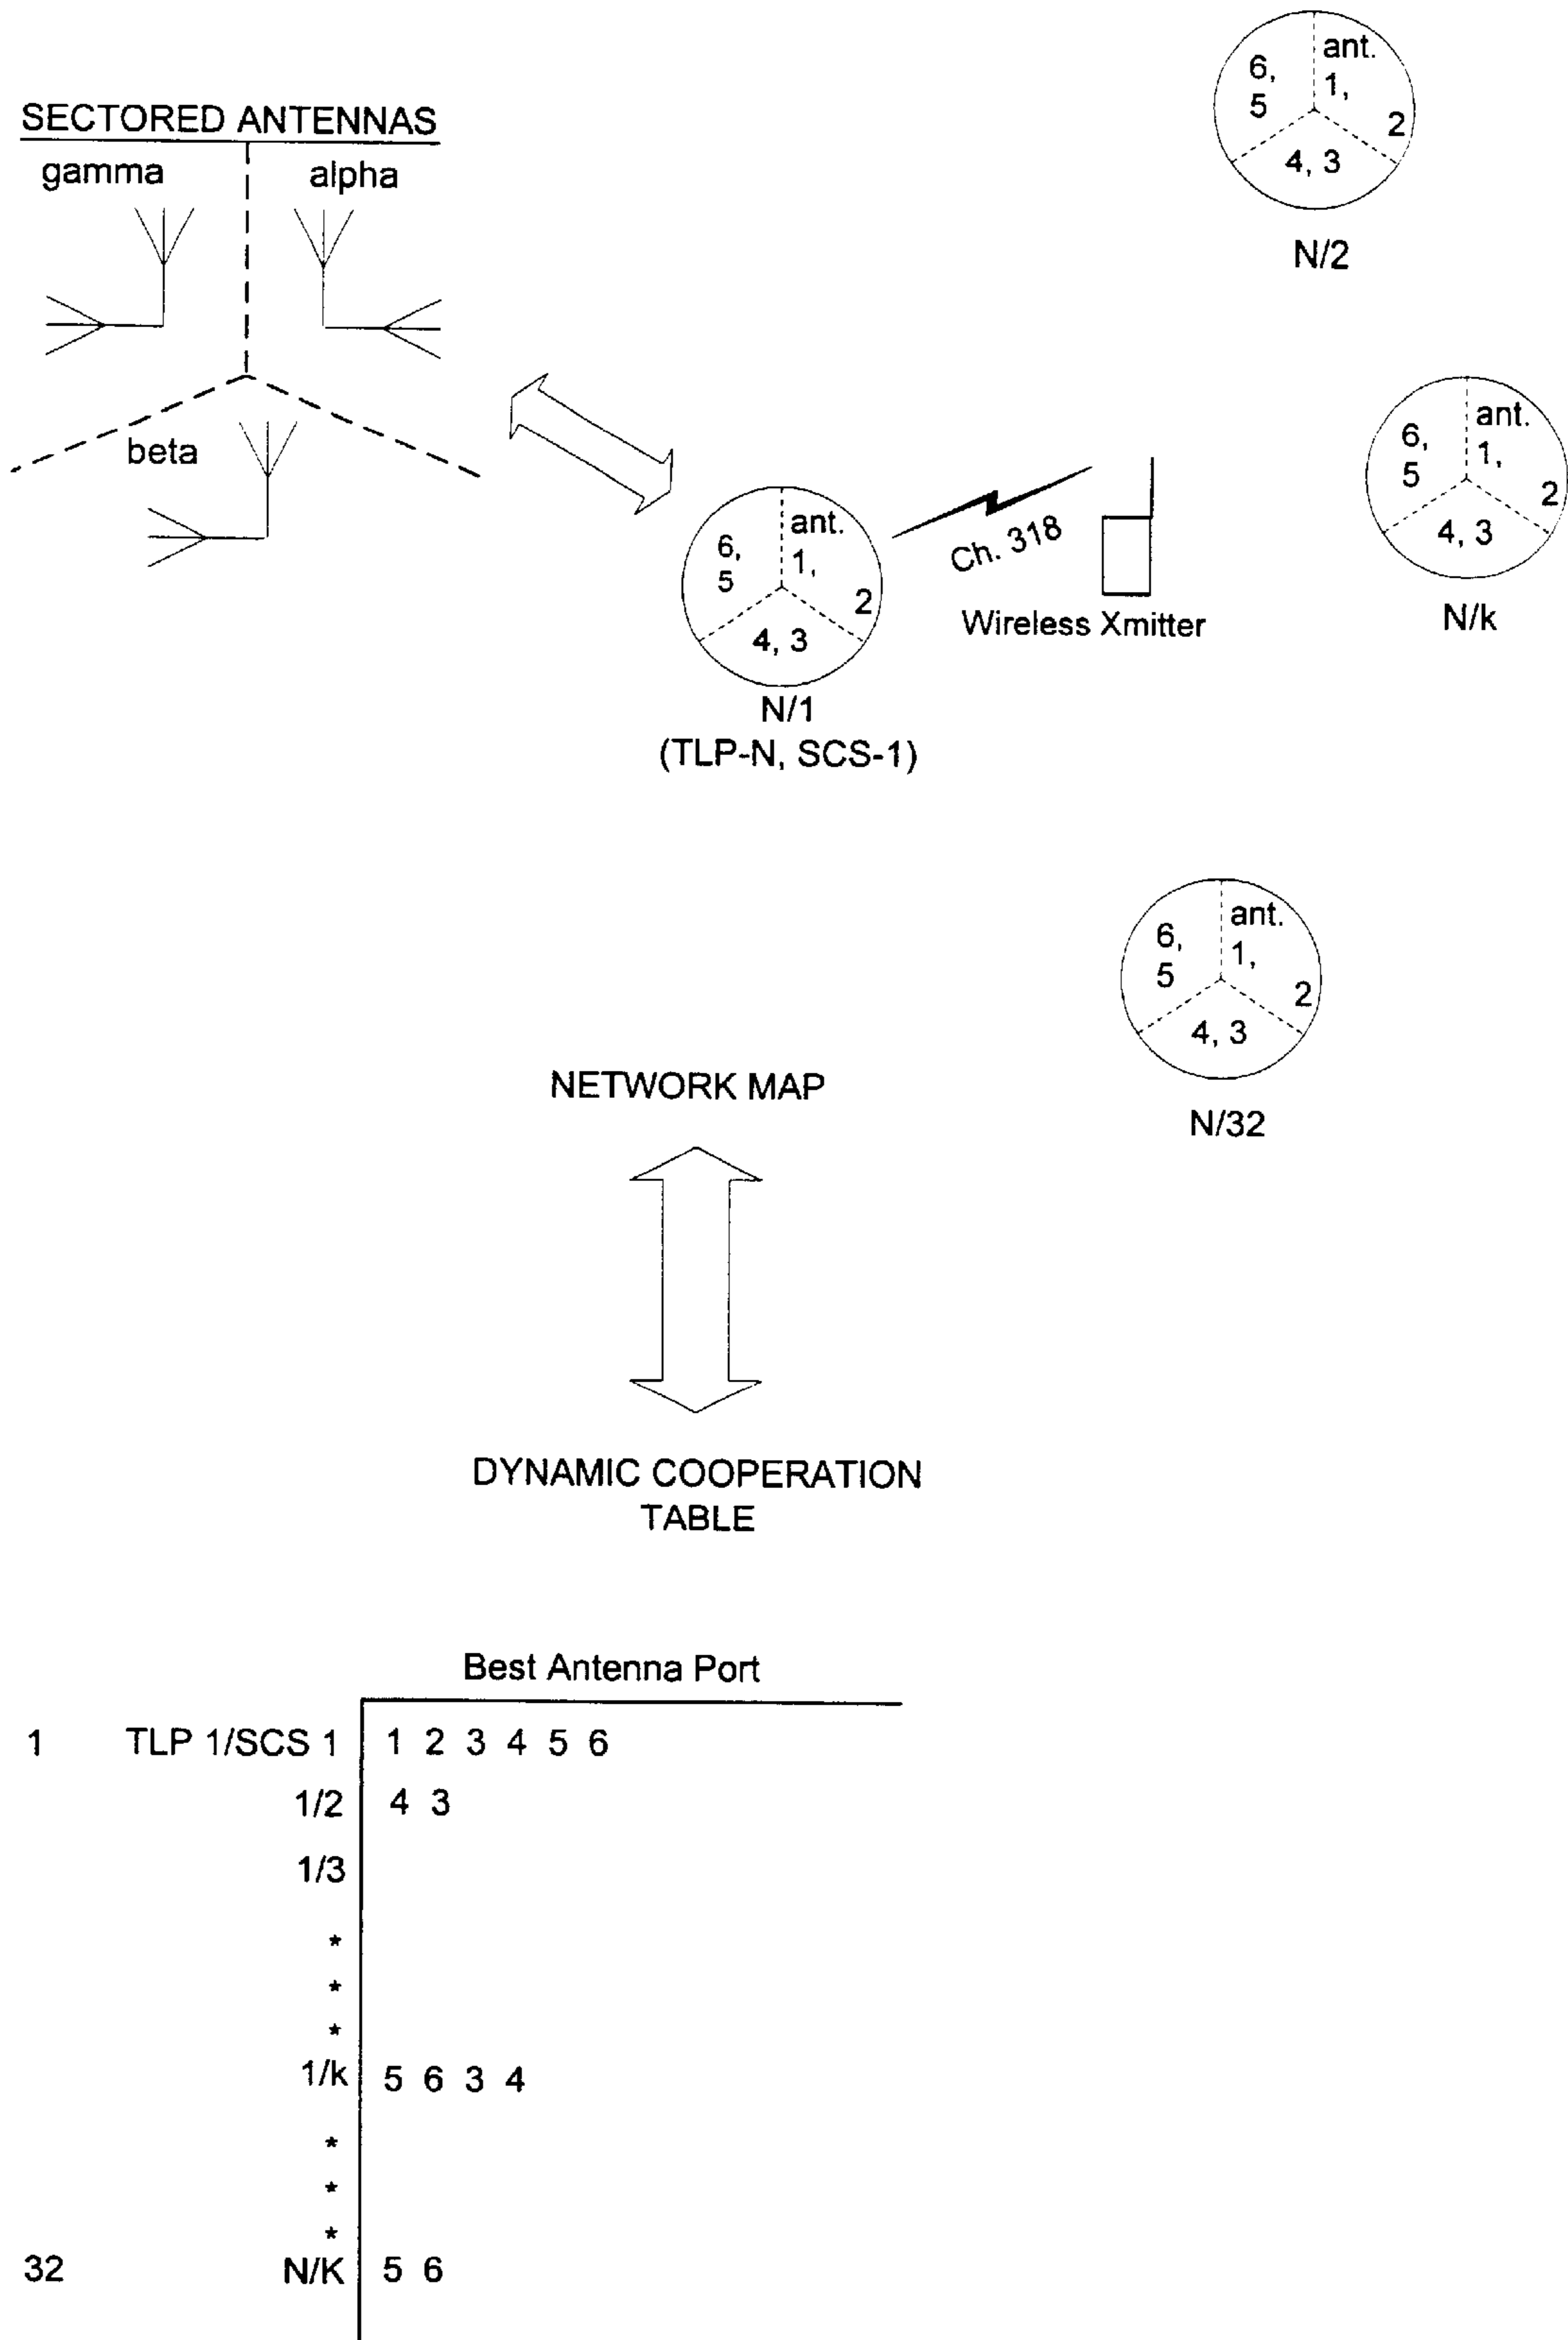 SECTORED ANTENNAS
gamma alpha
beta
ant.
6, 1,
5 2
4, 3
N/2
ant.
6, 1,
5 2
4, 3
N/k
ant.
6, 1,
5 2
4, 3
N/1
(TLP-N, SCS-1)
Ch. 318
Wireless Xmitter
ant.
6, 1,
5 2
4, 3
N/32
NETWORK MAP
DYNAMIC COOPERATION
TABLE
Best Antenna Port
1 TLP 1/SCS 1 1 2 3 4 5 6
1/2 4 3
1/3
*
*
*
1/k 5 6 3 4
*
*
*
32 N/K 5 6